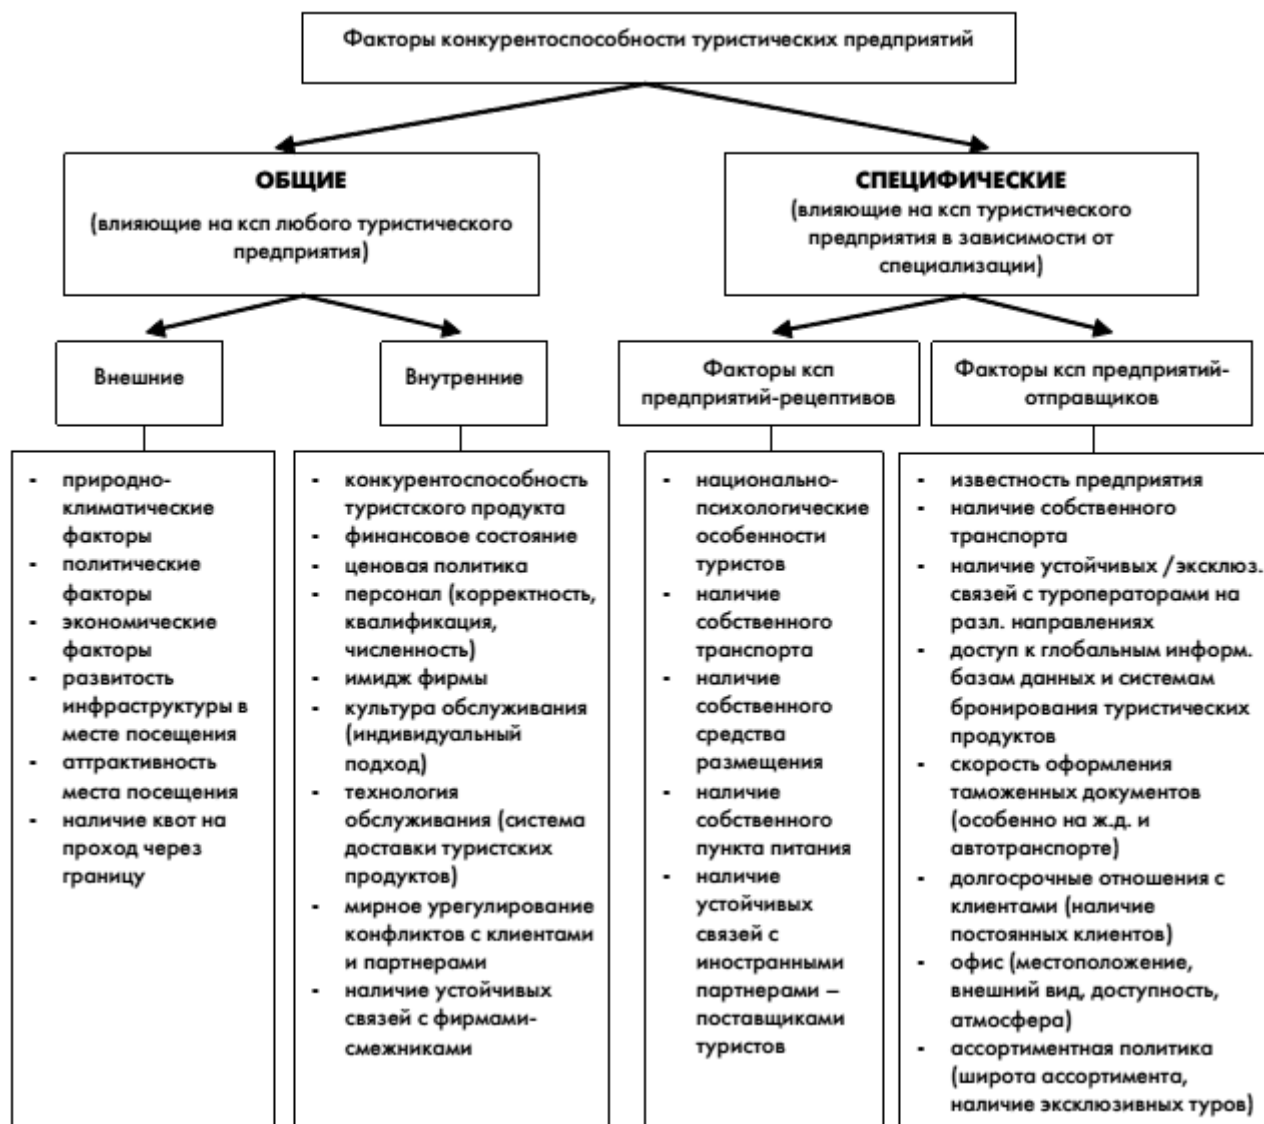 Факторы конкурентоспособности туристических предприятий
ОБЩИЕ
(влияющие на ксп любого туристического
предприятия)
СПЕЦИФИЧЕСКИЕ
(влияющие на ксп туристического
предприятия в зависимости от
специализации)
Внешние
Внутренние
Факторы ксп
предприятий-рецептивов
Факторы ксп предприятий-
отправщиков
- природно-
климатические
факторы
- политические
факторы
- экономические
факторы
- развитость
инфраструктуры в
месте посещения
- аттрактивность
места посещения
- наличие квот на
проход через
границу
- конкурентоспособность
туристского продукта
- финансовое состояние
- ценовая политика
- персонал (корректность,
квалификация,
численность)
- имидж фирмы
- культура обслуживания
(индивидуальный
подход)
- технология
обслуживания (система
доставки туристских
продуктов)
- мирное урегулирование
конфликтов с клиентами
и партнерами
- наличие устойчивых
связей с фирмами-
смежниками
- национально-
психологические
особенности
туристов
- наличие
собственного
транспорта
- наличие
собственного
средства
размещения
- наличие
собственного
пункта питания
- наличие
устойчивых
связей с
иностранными
партнерами –
поставщиками
туристов
- известность предприятия
- наличие собственного
транспорта
- наличие устойчивых /эксклюз.
связей с туроператорами на
разл. направлениях
- доступ к глобальным информ.
базам данных и системам
бронирования туристических
продуктов
- скорость оформления
таможенных документов
(особенно на ж.д. и
автотранспорте)
- долгосрочные отношения с
клиентами (наличие
постоянных клиентов)
- офис (местоположение,
внешний вид, доступность,
атмосфера)
- ассортиментная политика
(широта ассортимента,
наличие эксклюзивных туров)